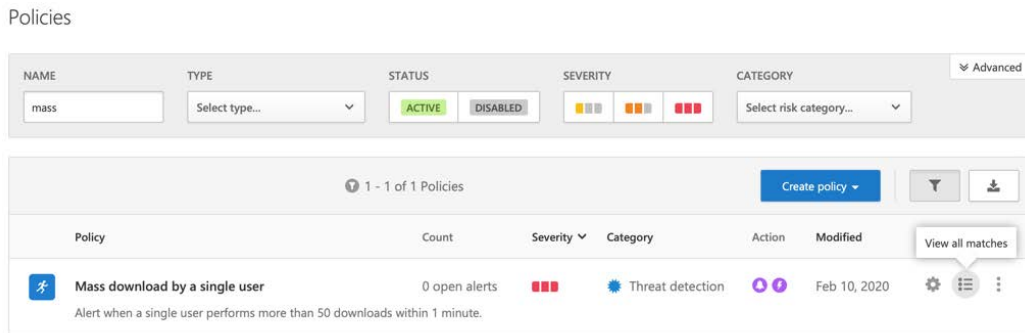 Policies
Advanced
NAME TYPE STATUS SEVERITY CATEGORY
mass Select type... ACTIVE DISABLED Select risk category...
1 - 1 of 1 Policies Create policy
Policy Count Severity Category Action Modified
View all matches
Mass download by a single user 0 open alerts Threat detection Feb 10, 2020
Alert when a single user performs more than 50 downloads within 1 minute.